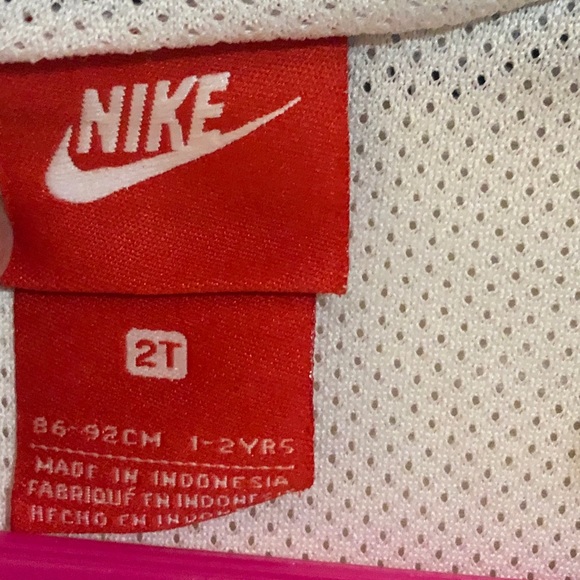 NIKE
2T
86-92CM 1-2YRS
MADE IN INDONESIA
FABRIQUÉ EN
HECHO EN